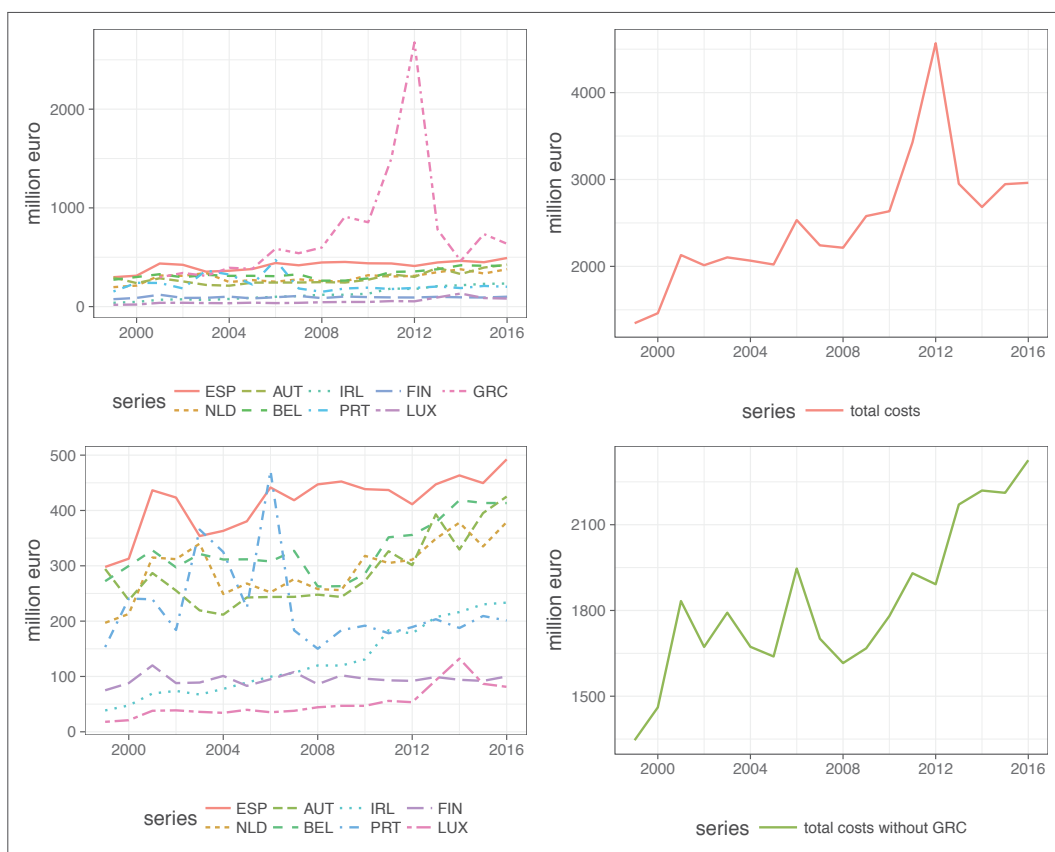 million euro
2000
1000
0
2000 2004 2008 2012 2016
series ESP AUT IRL FIN GRC
NLD BEL PRT LUX
million euro
4000
3000
2000
2000 2004 2008 2012 2016
series total costs
million euro
500
400
300
200
100
0
2000 2004 2008 2012 2016
series ESP AUT IRL FIN
NLD BEL PRT LUX
million euro
2100
1800
1500
2000 2004 2008 2012 2016
series total costs without GRC